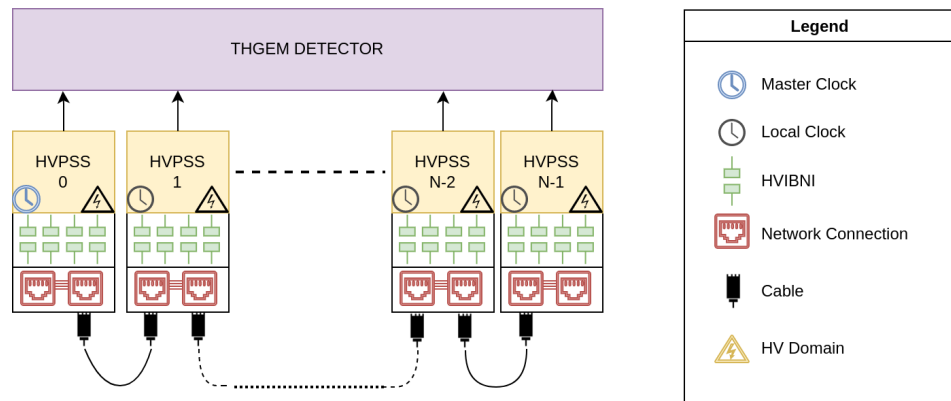 THGEM DETECTOR
HVPSS
0
HVPSS
1
HVPSS
N-2
HVPSS
N-1
Legend
Master Clock
Local Clock
HVIBNI
Network Connection
Cable
HV Domain